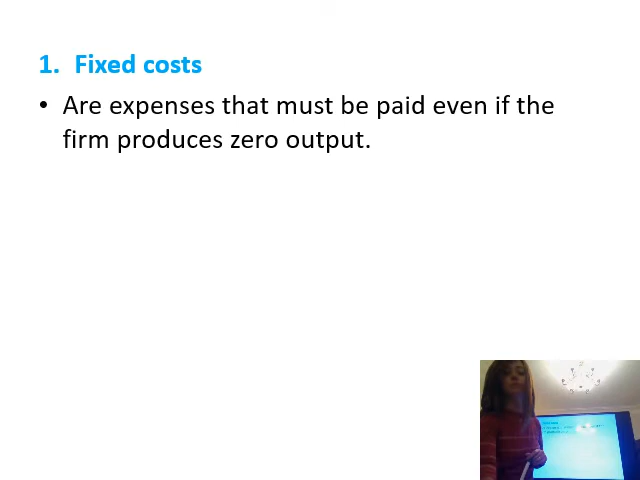 1. Fixed costs
• Are expenses that must be paid even if the
firm produces zero output.